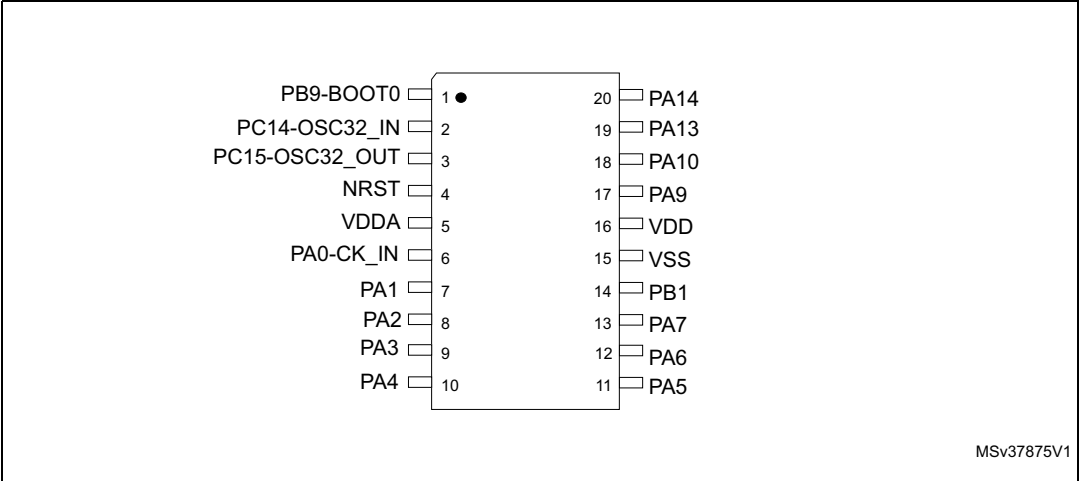 PB9-BOOT0 1 20 PA14
PC14-OSC32_IN 2 19 PA13
PC15-OSC32_OUT 3 18 PA10
NRST 4 17 PA9
VDDA 5 16 VDD
PA0-CK_IN 6 15 VSS
PA1 7 14 PB1
PA2 8 13 PA7
PA3 9 12 PA6
PA4 10 11 PA5
MSv37875V1